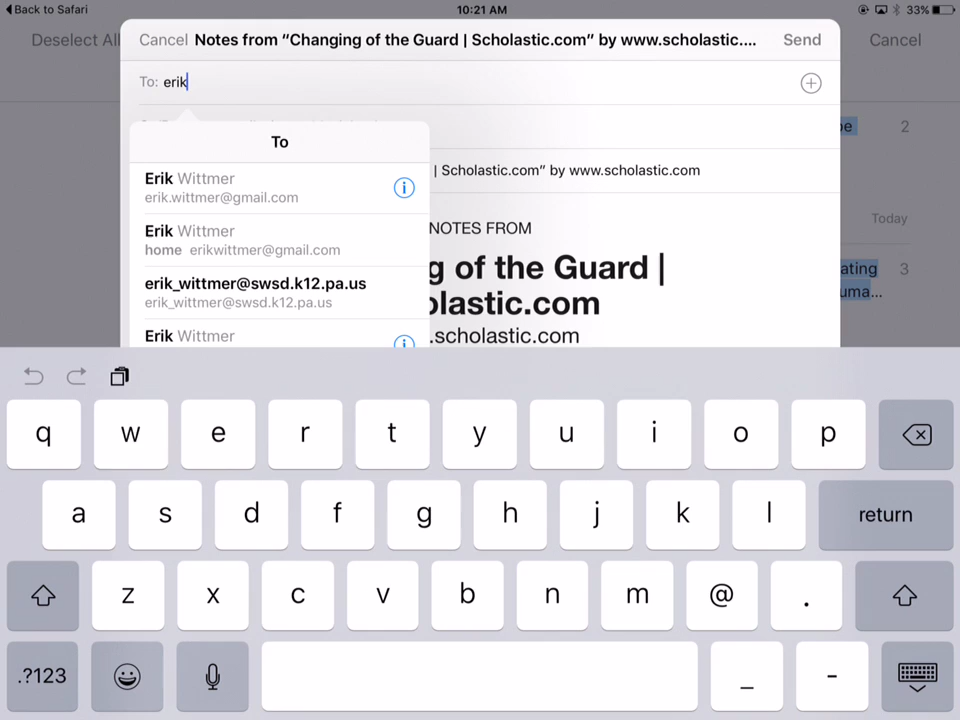 Back to Safari 10:21 AM 33%
Deselect All Cancel Notes from “Changing of the Guard | Scholastic.com” by www.scholastic.... Send Cancel
To: erik
be 2
To
| Scholastic.com” by www.scholastic.com
Erik Wittmer
erik.wittmer@gmail.com
NOTES FROM
Today
Erik Wittmer
home erikwittmer@gmail.com
g of the Guard |
ating 3
uma...
erik_wittmer@swsd.k12.pa.us
erik_wittmer@swsd.k12.pa.us
olastic.com
Erik Wittmer
.scholastic.com
q w e r t y u i o p
a s d f g h j k l return
z x c v b n m @ .
.?123 _ -